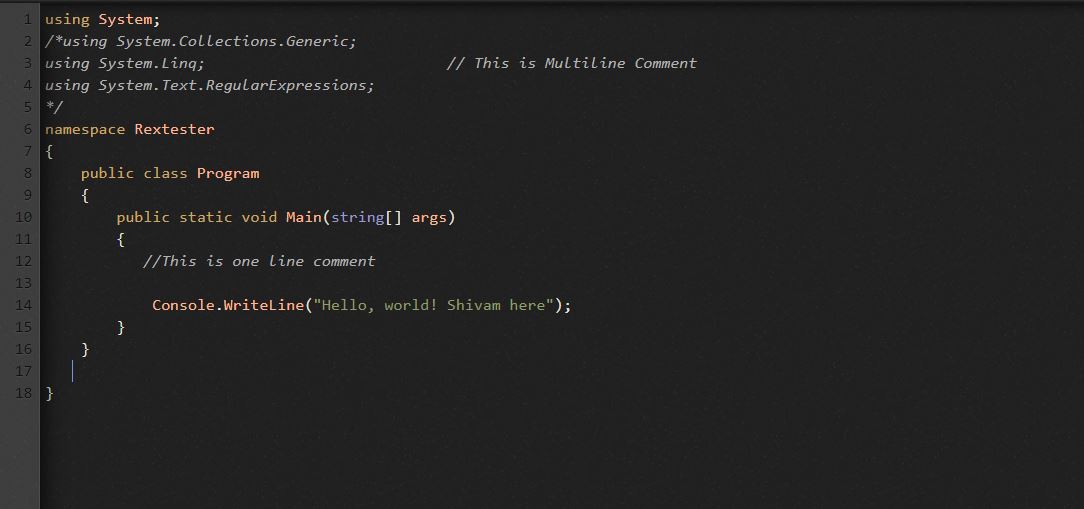 1 using System;
2 /*using System.Collections.Generic;
3 using System.Linq; // This is Multiline Comment
4 using System.Text.RegularExpressions;
5 */
6 namespace Rextester
7 {
8 public class Program
9 {
10 public static void Main(string[] args)
11 {
12 //This is one line comment
13
14 Console.WriteLine("Hello, world! Shivam here");
15 }
16 }
17
18 }